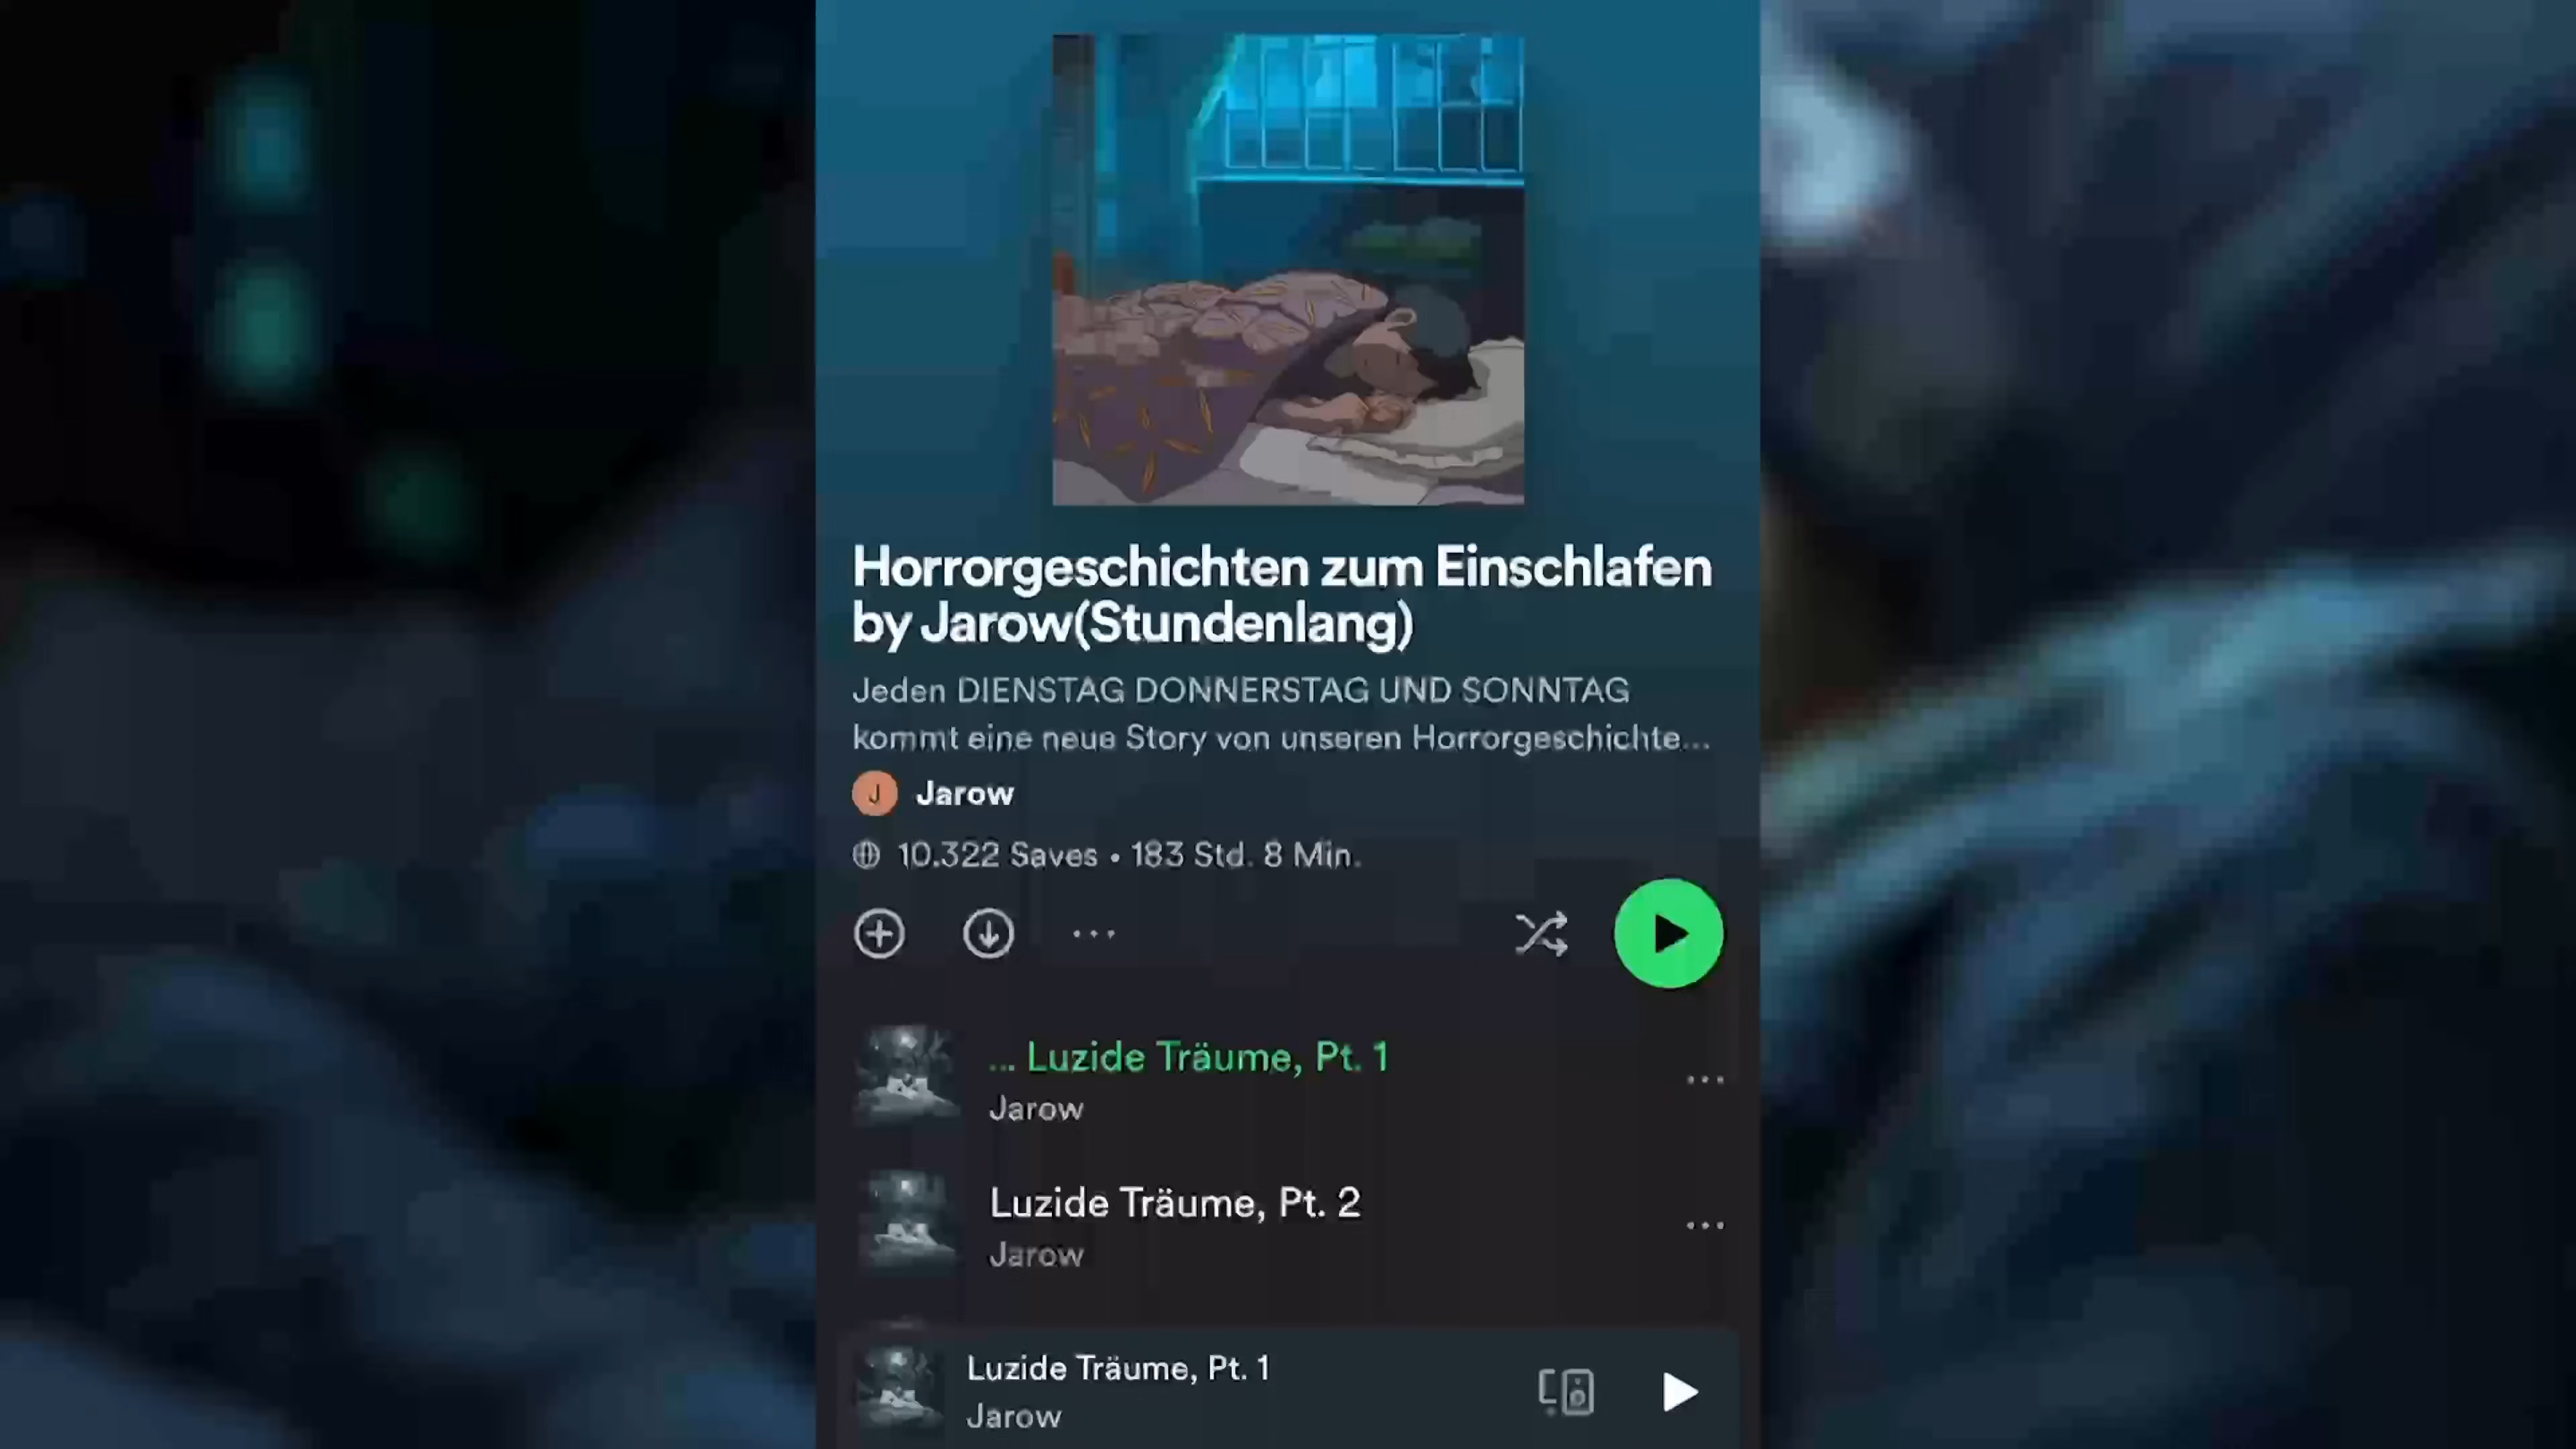 Horrorgeschichten zum Einschlafen
by Jarow(Stundenlang)
Jeden DIENSTAG DONNERSTAG UND SONNTAG
kommt eine neue Story von unseren Horrorgeschichte...
J Jarow
10.322 Saves • 183 Std. 8 Min.
... Luzide Träume, Pt. 1
Jarow
Luzide Träume, Pt. 2
Jarow
Luzide Träume, Pt. 1
Jarow